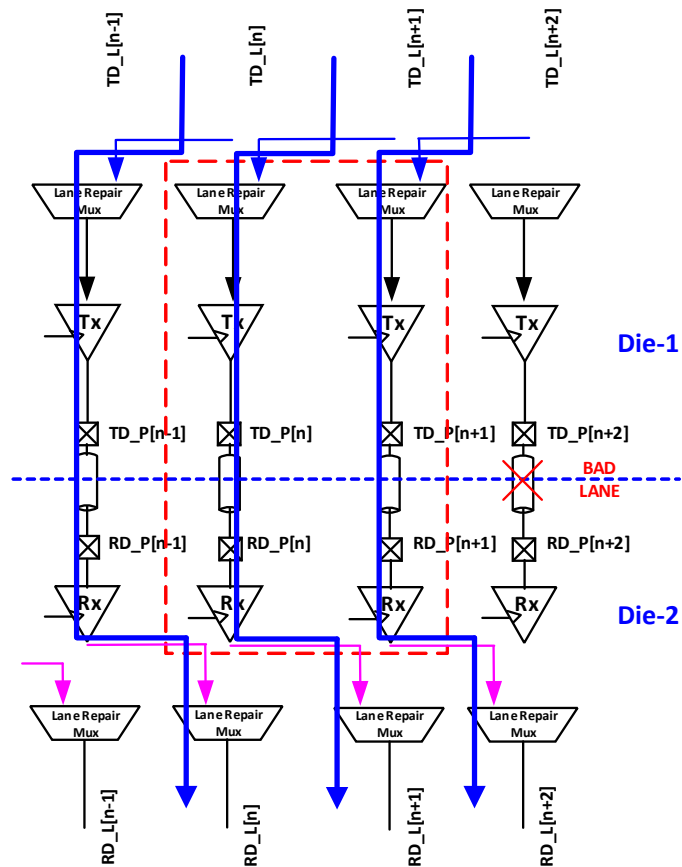 TD_L[n-1]
TD_L[n]
TD_L[n+1]
TD_L[n+2]
Lane Repair
Mux
Lane Repair
Mux
Lane Repair
Mux
Lane Repair
Mux
Tx
Tx
Tx
Tx
Die-1
TD_P[n-1]
TD_P[n]
TD_P[n+1]
TD_P[n+2]
BAD
LANE
RD_P[n-1]
RD_P[n]
RD_P[n+1]
RD_P[n+2]
Rx
Rx
Rx
Rx
Die-2
Lane Repair
Mux
Lane Repair
Mux
Lane Repair
Mux
Lane Repair
Mux
RD_L[n-1]
RD_L[n]
RD_L[n+1]
RD_L[n+2]